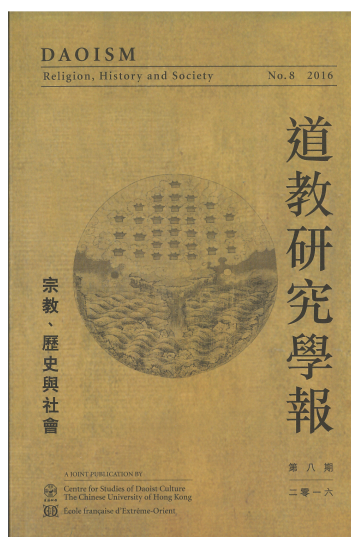 DAOISM
Religion, History and Society No. 8 2016
道教研究學報
宗教、歷史與社會
第八期
二零一六
A JOINT PUBLICATION BY
Centre for Studies of Daoist Culture
The Chinese University of Hong Kong
École française d'Extrême-Orient